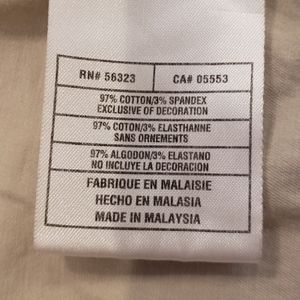 RN# 56323 CA# 05553
97% COTTON/3% SPANDEX
EXCLUSIVE OF DECORATION
97% COTON/3% ELASTHANNE
SANS ORNEMENTS
97% ALGODON/3% ELASTANO
NO INCLUYE LA DECORACION
FABRIQUE EN MALAISIE
HECHO EN MALASIA
MADE IN MALAYSIA